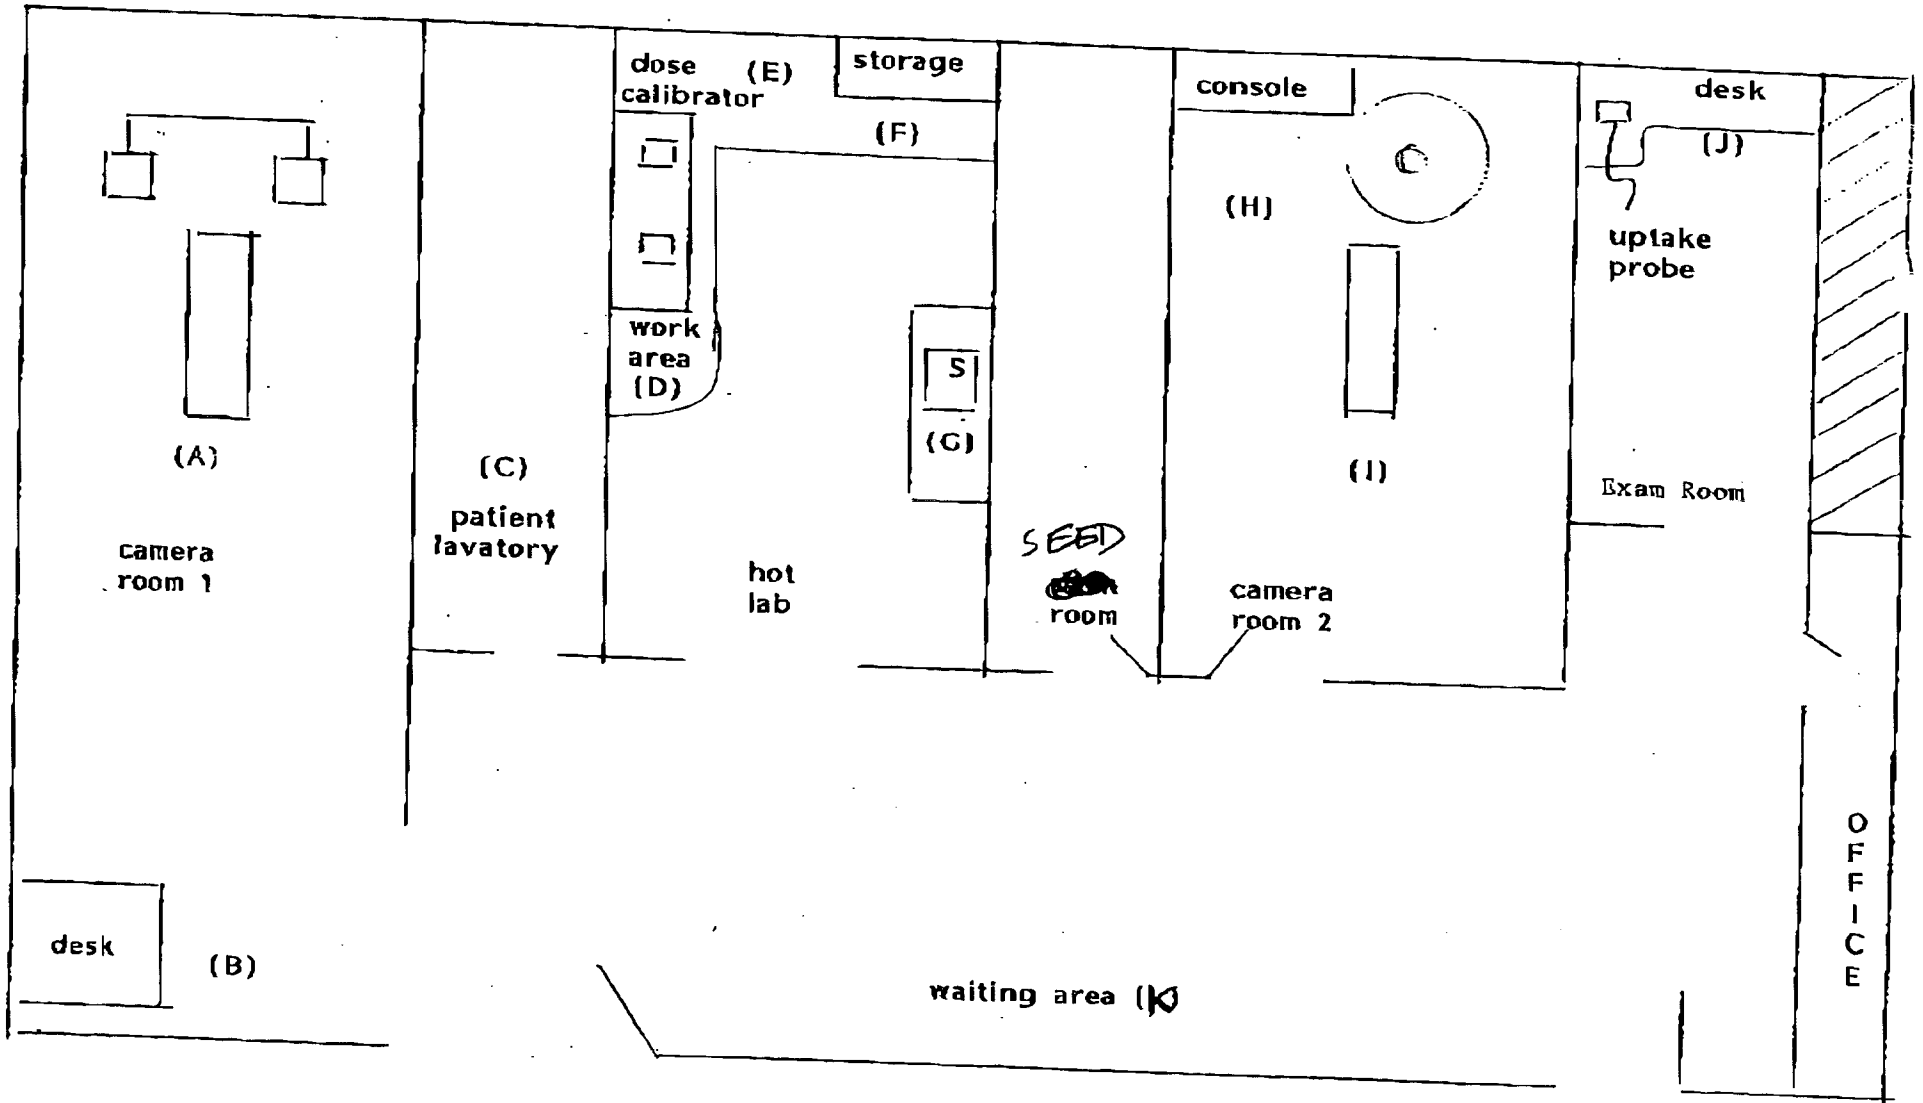 dose (E)
calibrator
storage
(F)
console
desk
(J)
(H)
uptake
probe
work
area
(D)
S
(G)
(A)
(C)
patient
lavatory
(I)
Exam Room
camera
room 1
hot
lab
SEED
room
camera
room 2
OFFICE
desk
(B)
waiting area (K)